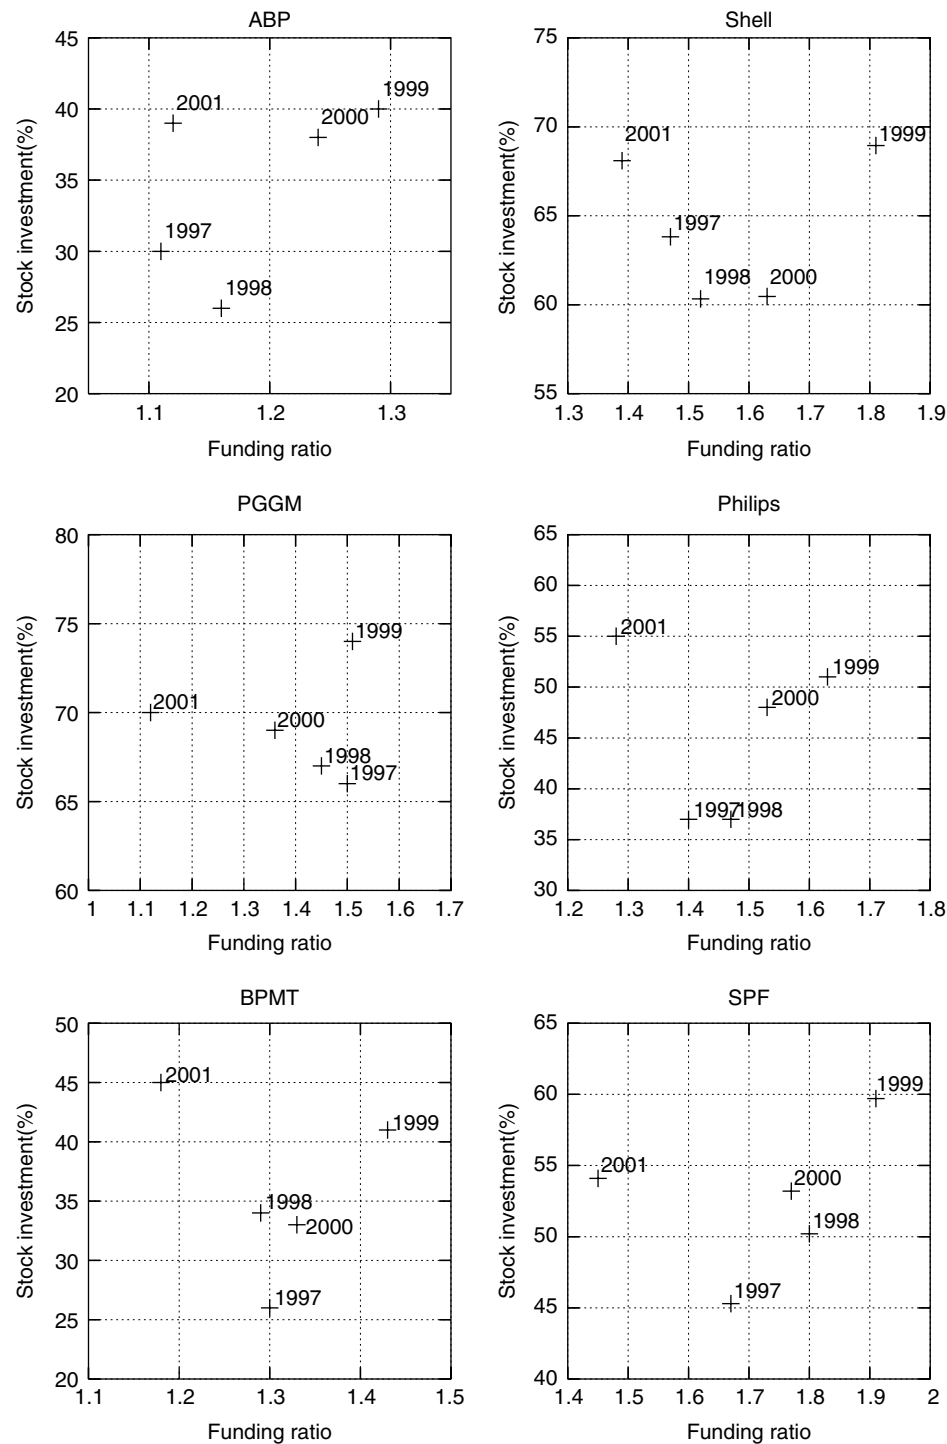 ABP
Stock investment(%)
45
40
35
30
25
20
1999
2001
2000
1997
1998
1.1 1.2 1.3
Funding ratio
Shell
Stock investment(%)
75
70
65
60
55
2001
1999
1997
1998
2000
1.3 1.4 1.5 1.6 1.7 1.8 1.9
Funding ratio
PGGM
Stock investment(%)
80
75
70
65
60
1999
2001
2000
1998
1997
1 1.1 1.2 1.3 1.4 1.5 1.6 1.7
Funding ratio
Philips
Stock investment(%)
65
60
55
50
45
40
35
30
2001
1999
2000
1997
1998
1.2 1.3 1.4 1.5 1.6 1.7 1.8
Funding ratio
BPMT
Stock investment(%)
50
45
40
35
30
25
20
2001
1999
1998
2000
1997
1.1 1.2 1.3 1.4 1.5
Funding ratio
SPF
Stock investment(%)
65
60
55
50
45
40
1999
2001
2000
1998
1997
1.4 1.5 1.6 1.7 1.8 1.9 2
Funding ratio